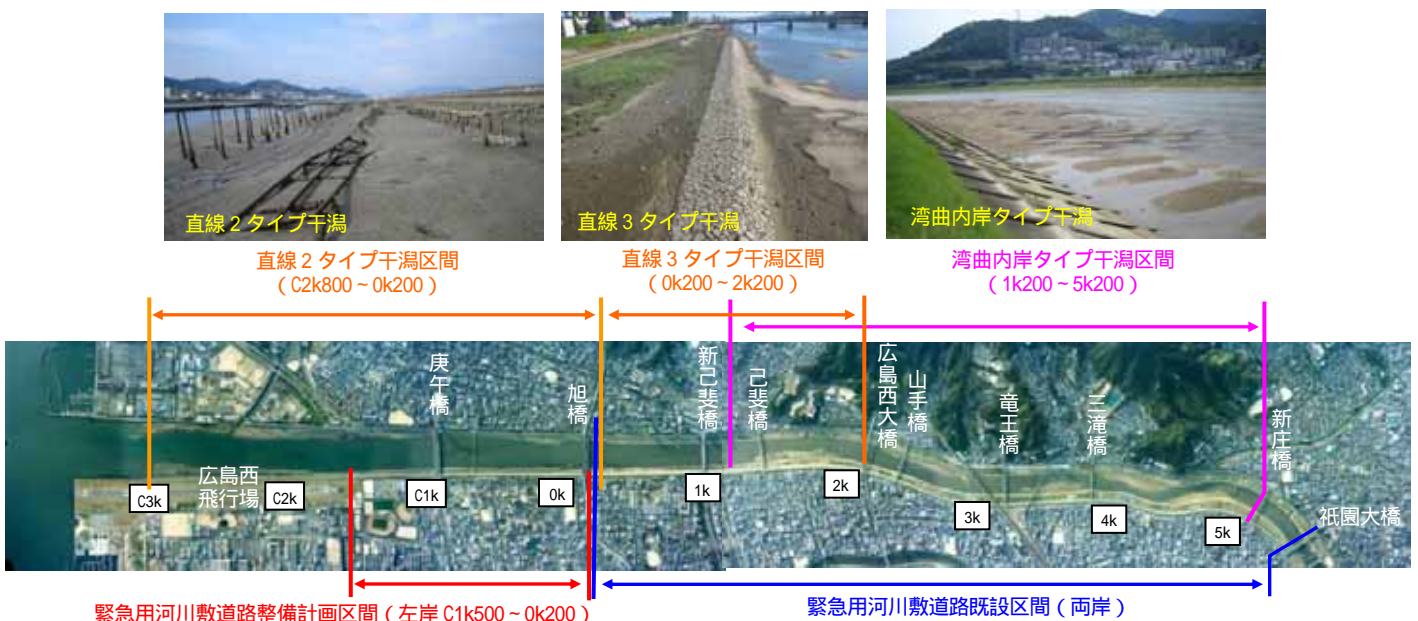 直線2タイプ干潟
直線3タイプ干潟
湾曲内岸タイプ干潟
直線2タイプ干潟区間
(C2k800~0k200)
直線3タイプ干潟区間
(0k200~2k200)
湾曲内岸タイプ干潟区間
(1k200~5k200)
庚午橋
旭橋
新己斐橋
己斐橋
広島西大橋
山手橋
竜王橋
三滝橋
新庄橋
祇園大橋
広島西
飛行場
C3k
C2k
C1k
0k
1k
2k
3k
4k
5k
緊急用河川敷道路整備計画区間(左岸C1k500~0k200)
緊急用河川敷道路既設区間(両岸)